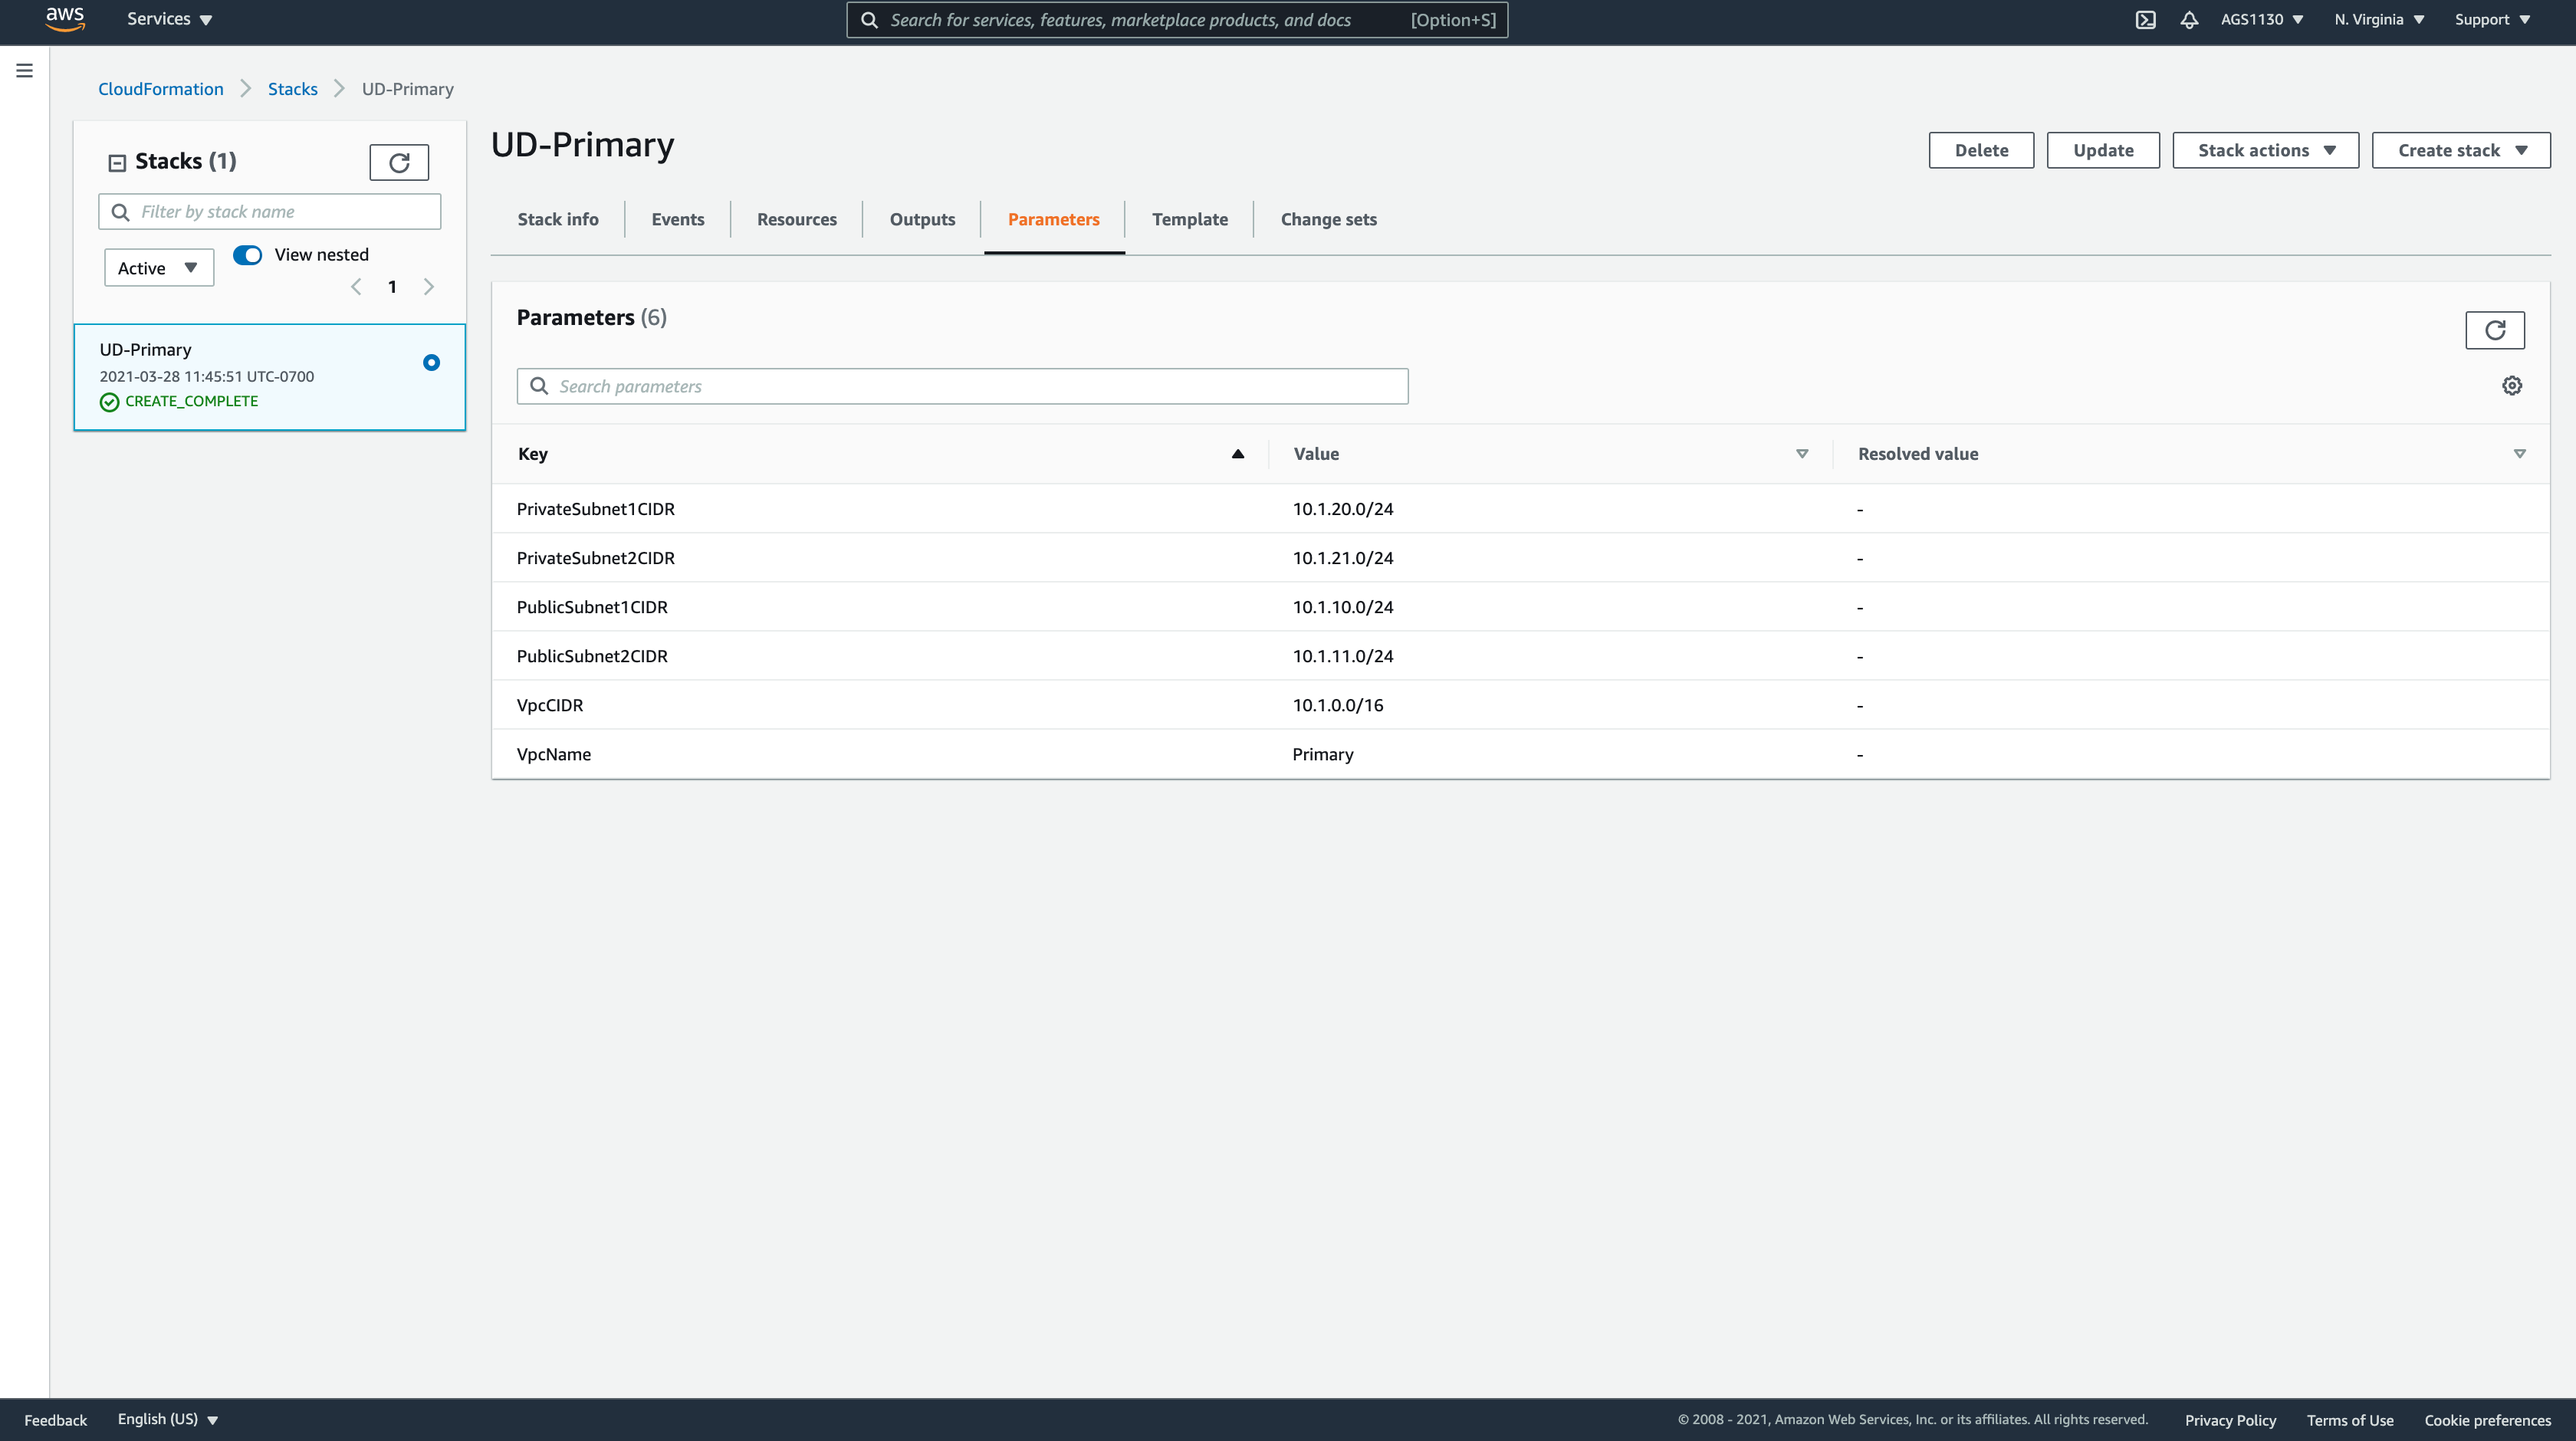 aws Services Search for services, features, marketplace products, and docs [Option+S] AGS1130 N. Virginia Support
CloudFormation Stacks UD-Primary
Stacks (1)
Filter by stack name
Active View nested
1
UD-Primary
2021-03-28 11:45:51 UTC-0700
CREATE_COMPLETE
UD-Primary
Delete Update Stack actions Create stack
Stack info Events Resources Outputs Parameters Template Change sets
Parameters (6)
Search parameters
Key Value Resolved value
PrivateSubnet1CIDR 10.1.20.0/24 -
PrivateSubnet2CIDR 10.1.21.0/24 -
PublicSubnet1CIDR 10.1.10.0/24 -
PublicSubnet2CIDR 10.1.11.0/24 -
VpcCIDR 10.1.0.0/16 -
VpcName Primary -
Feedback English (US) © 2008 - 2021, Amazon Web Services, Inc. or its affiliates. All rights reserved. Privacy Policy Terms of Use Cookie preferences